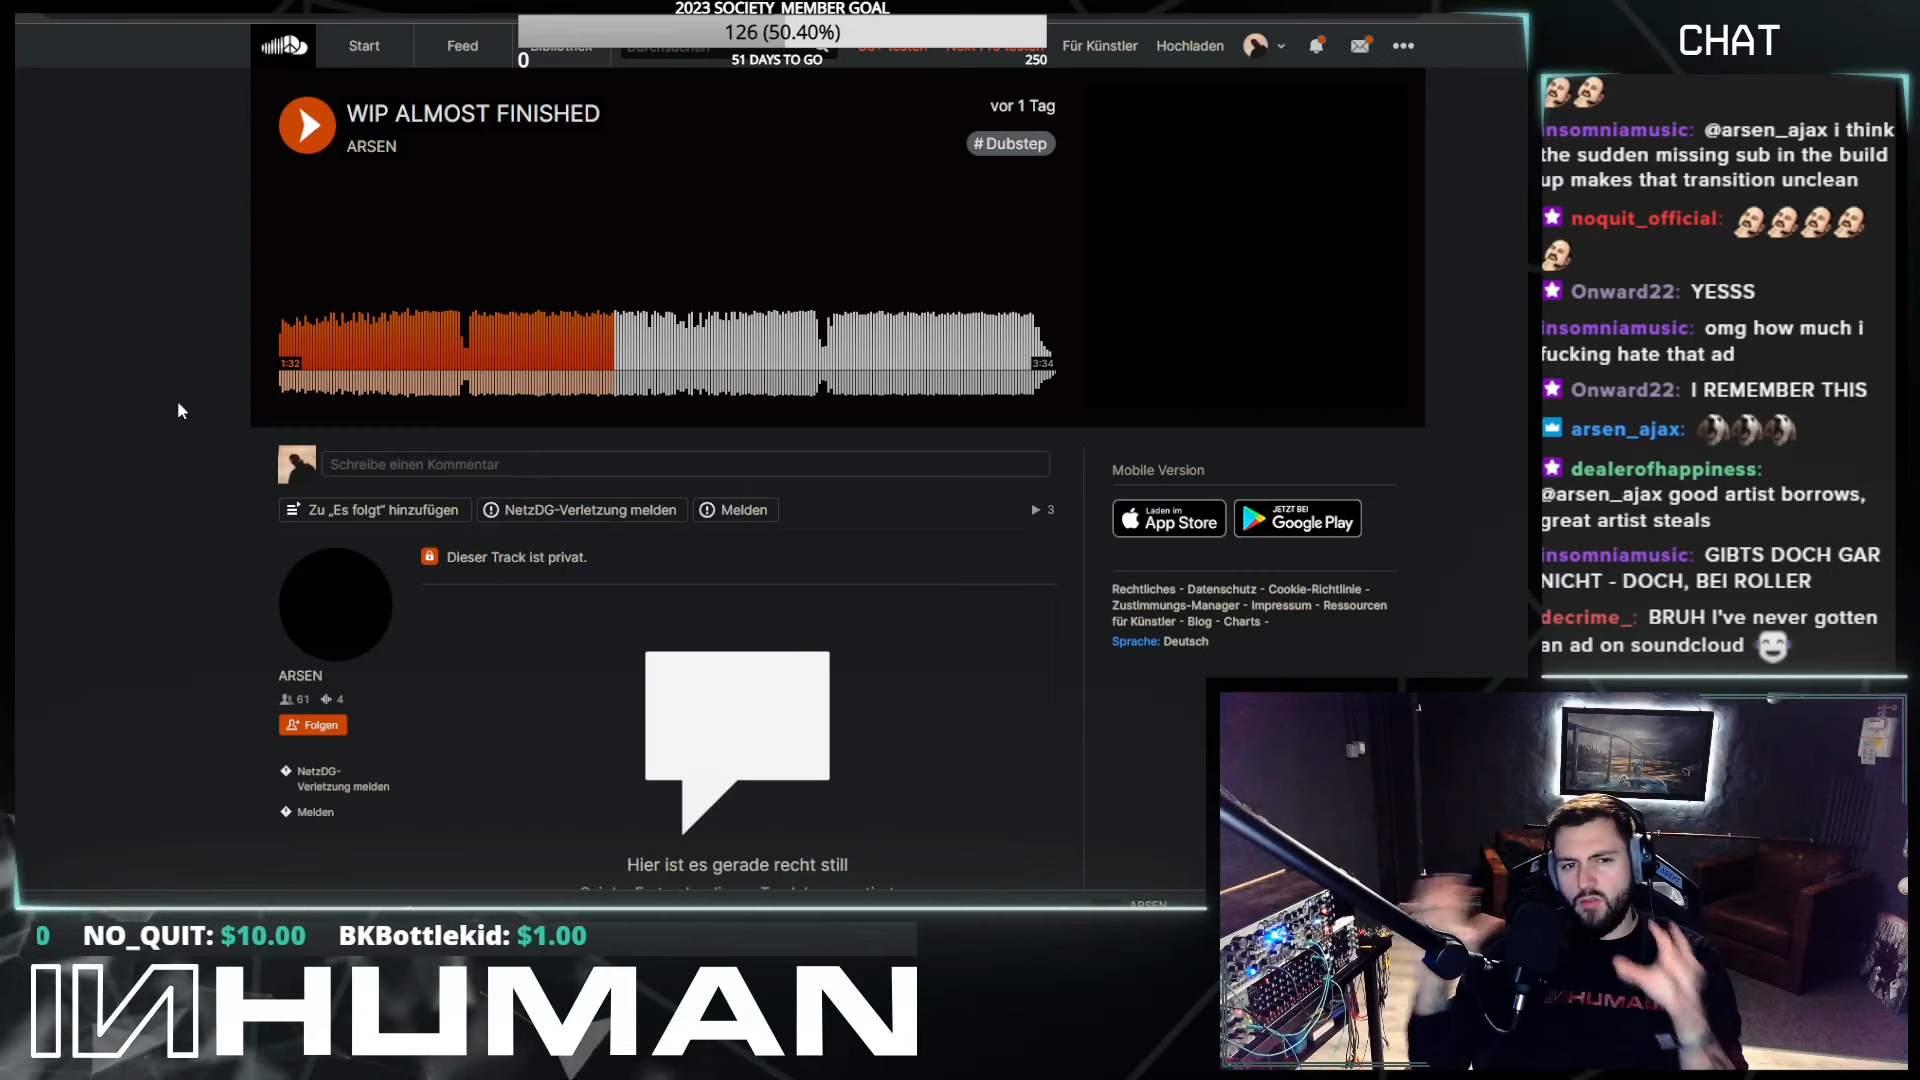 2023 SOCIETY MEMBER GOAL
126 (50.40%)
0
51 DAYS TO GO
250
Start
Feed
Bibliothek
Durchsuchen
Für Künstler
Hochladen
WIP ALMOST FINISHED
ARSEN
vor 1 Tag
# Dubstep
1:32
3:34
Schreibe einen Kommentar
Zu „Es folgt“ hinzufügen
NetzDG-Verletzung melden
Melden
3
Dieser Track ist privat.
ARSEN
61
4
Folgen
NetzDG-
Verletzung melden
Melden
Hier ist es gerade recht still
Mobile Version
Laden im
App Store
JETZT BEI
Google Play
Rechtliches - Datenschutz - Cookie-Richtlinie -
Zustimmungs-Manager - Impressum - Ressourcen
für Künstler - Blog - Charts -
Sprache: Deutsch
ARSEN
CHAT
insomniamusic: @arsen_ajax i think
the sudden missing sub in the build
up makes that transition unclean
noquit_official:
Onward22: YESSS
insomniamusic: omg how much i
fucking hate that ad
Onward22: I REMEMBER THIS
arsen_ajax:
dealerofhappiness:
@arsen_ajax good artist borrows,
great artist steals
insomniamusic: GIBTS DOCH GAR
NICHT - DOCH, BEI ROLLER
decrime_: BRUH I've never gotten
an ad on soundcloud
0 NO_QUIT: $10.00 BKBottlekid: $1.00
INHUMAN
INHUMAN